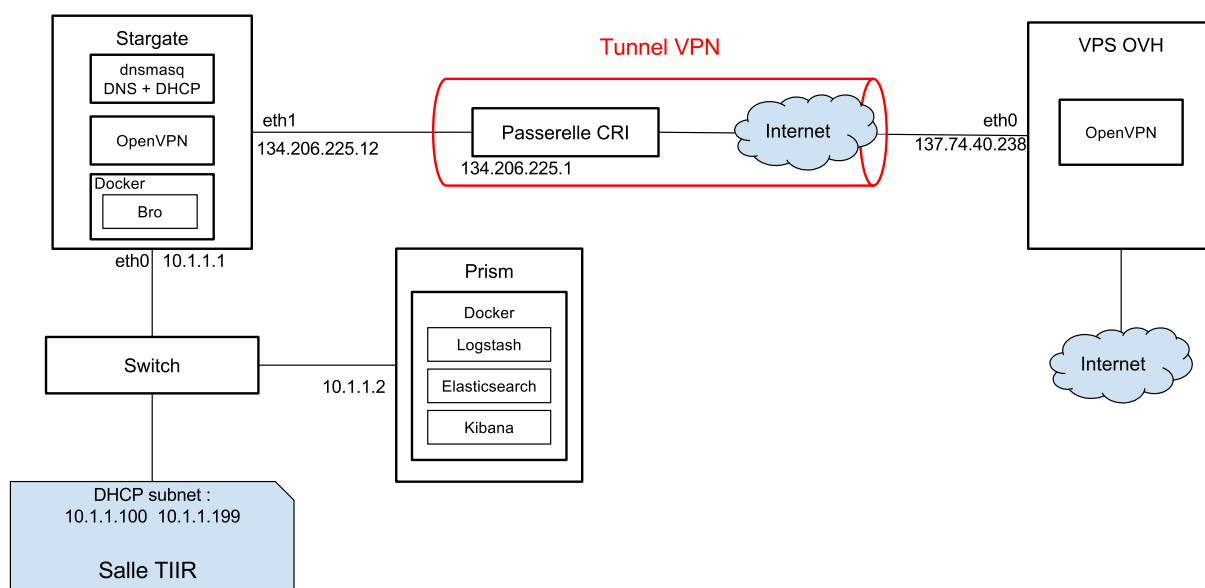 Stargate
dnsmasq
DNS + DHCP
OpenVPN
Docker
Bro
eth1
134.206.225.12
eth0
10.1.1.1
Tunnel VPN
Passerelle CRI
134.206.225.1
Internet
VPS OVH
eth0
137.74.40.238
OpenVPN
Internet
Switch
10.1.1.2
Prism
Docker
Logstash
Elasticsearch
Kibana
DHCP subnet :
10.1.1.100 10.1.1.199
Salle TIIR